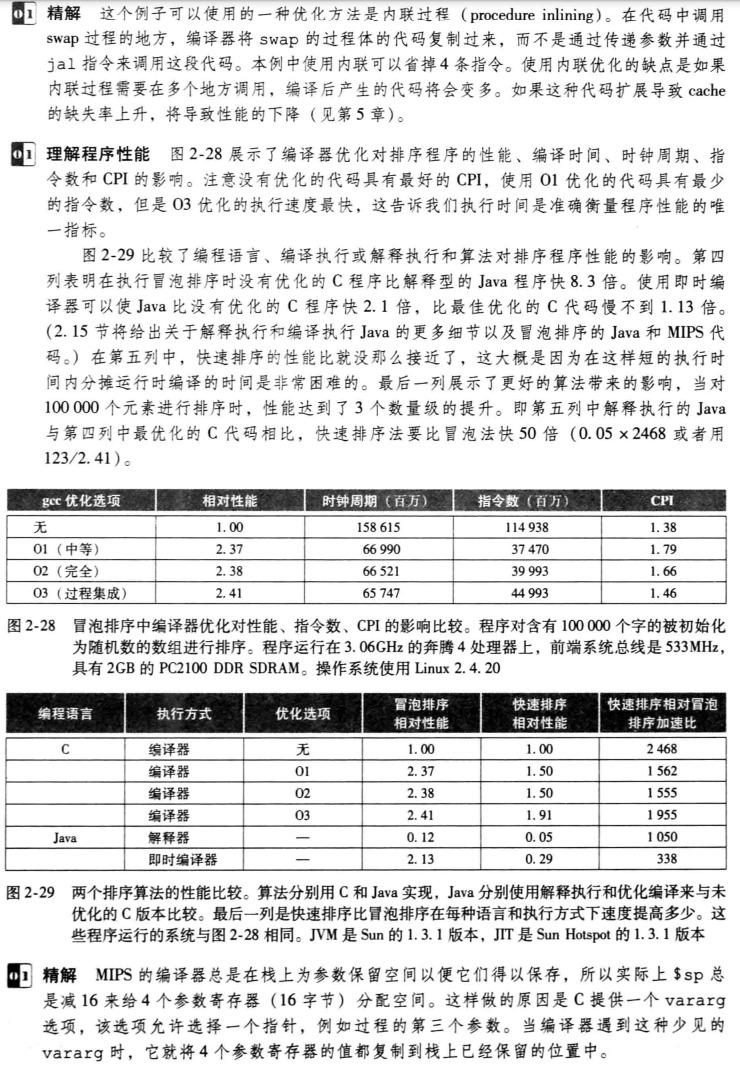 01 精解 这个例子可以使用的一种优化方法是内联过程 (procedure inlining)。在代码中调用
swap 过程的地方，编译器将 swap 的过程体的代码复制过来，而不是通过传递参数并通过
jal 指令来调用这段代码。本例中使用内联可以省掉 4 条指令。使用内联优化的缺点是如果
内联过程需要在多个地方调用，编译后产生的代码将会变多。如果这种代码扩展导致 cache
的缺失率上升，将导致性能的下降（见第 5 章）。
01 理解程序性能 图 2-28 展示了编译器优化对排序程序的性能、编译时间、时钟周期、指
令数和 CPI 的影响。注意没有优化的代码具有最好的 CPI，使用 O1 优化的代码具有最少
的指令数，但是 O3 优化的执行速度最快，这告诉我们执行时间是准确衡量程序性能的唯
一指标。
图 2-29 比较了编程语言、编译执行或解释执行和算法对排序程序性能的影响。第四
列表明在执行冒泡排序时没有优化的 C 程序比解释型的 Java 程序快 8.3 倍。使用即时编
译器可以使 Java 比没有优化的 C 程序快 2.1 倍，比最佳优化的 C 代码慢不到 1.13 倍。
(2.15 节将给出关于解释执行和编译执行 Java 的更多细节以及冒泡排序的 Java 和 MIPS 代
码。) 在第五列中，快速排序的性能比就没那么接近了，这大概是因为在这样短的执行时
间内分摊运行时编译的时间是非常困难的。最后一列展示了更好的算法带来的影响，当对
100 000 个元素进行排序时，性能达到了 3 个数量级的提升。即第五列中解释执行的 Java
与第四列中最优化的 C 代码相比，快速排序法要比冒泡法快 50 倍 (0.05 × 2468 或者用
123/2.41)。
gcc 优化选项 相对性能 时钟周期（百万） 指令数（百万） CPI
无 1.00 158 615 114 938 1.38
O1（中等） 2.37 66 990 37 470 1.79
O2（完全） 2.38 66 521 39 993 1.66
O3（过程集成） 2.41 65 747 44 993 1.46
图 2-28 冒泡排序中编译器优化对性能、指令数、CPI 的影响比较。程序对含有 100 000 个字的被初始化
为随机数的数组进行排序。程序运行在 3.06GHz 的奔腾 4 处理器上，前端系统总线是 533MHz，
具有 2GB 的 PC2100 DDR SDRAM。操作系统使用 Linux 2.4.20
编程语言 执行方式 优化选项 冒泡排序 相对性能 快速排序 相对性能 快速排序相对冒泡 排序加速比
C 编译器 无 1.00 1.00 2 468
编译器 O1 2.37 1.50 1 562
编译器 O2 2.38 1.50 1 555
编译器 O3 2.41 1.91 1 955
Java 解释器 — 0.12 0.05 1 050
即时编译器 — 2.13 0.29 338
图 2-29 两个排序算法的性能比较。算法分别用 C 和 Java 实现，Java 分别使用解释执行和优化编译来与未
优化的 C 版本比较。最后一列是快速排序比冒泡排序在每种语言和执行方式下速度提高多少。这
些程序运行的系统与图 2-28 相同。JVM 是 Sun 的 1.3.1 版本，JIT 是 Sun Hotspot 的 1.3.1 版本
01 精解 MIPS 的编译器总是在栈上为参数保留空间以便它们得以保存，所以实际上 $sp 总
是减 16 来给 4 个参数寄存器（16 字节）分配空间。这样做的原因是 C 提供一个 vararg
选项，该选项允许选择一个指针，例如过程的第三个参数。当编译器遇到这种少见的
vararg 时，它就将 4 个参数寄存器的值都复制到栈上已经保留的位置中。